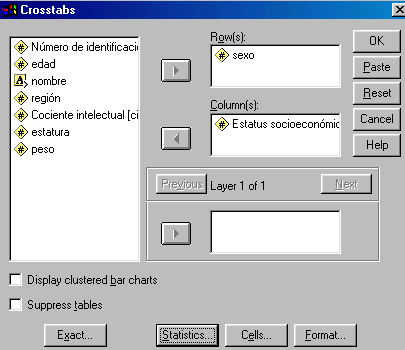 Crosstabs
Número de identificaci
edad
nombre
región
Cociente intelectual [ci
estatura
peso
Row(s):
sexo
Column(s):
Estatus socioeconómic
OK
Paste
Reset
Cancel
Help
Previous Layer 1 of 1 Next
Display clustered bar charts
Suppress tables
Exact... Statistics... Cells... Format...